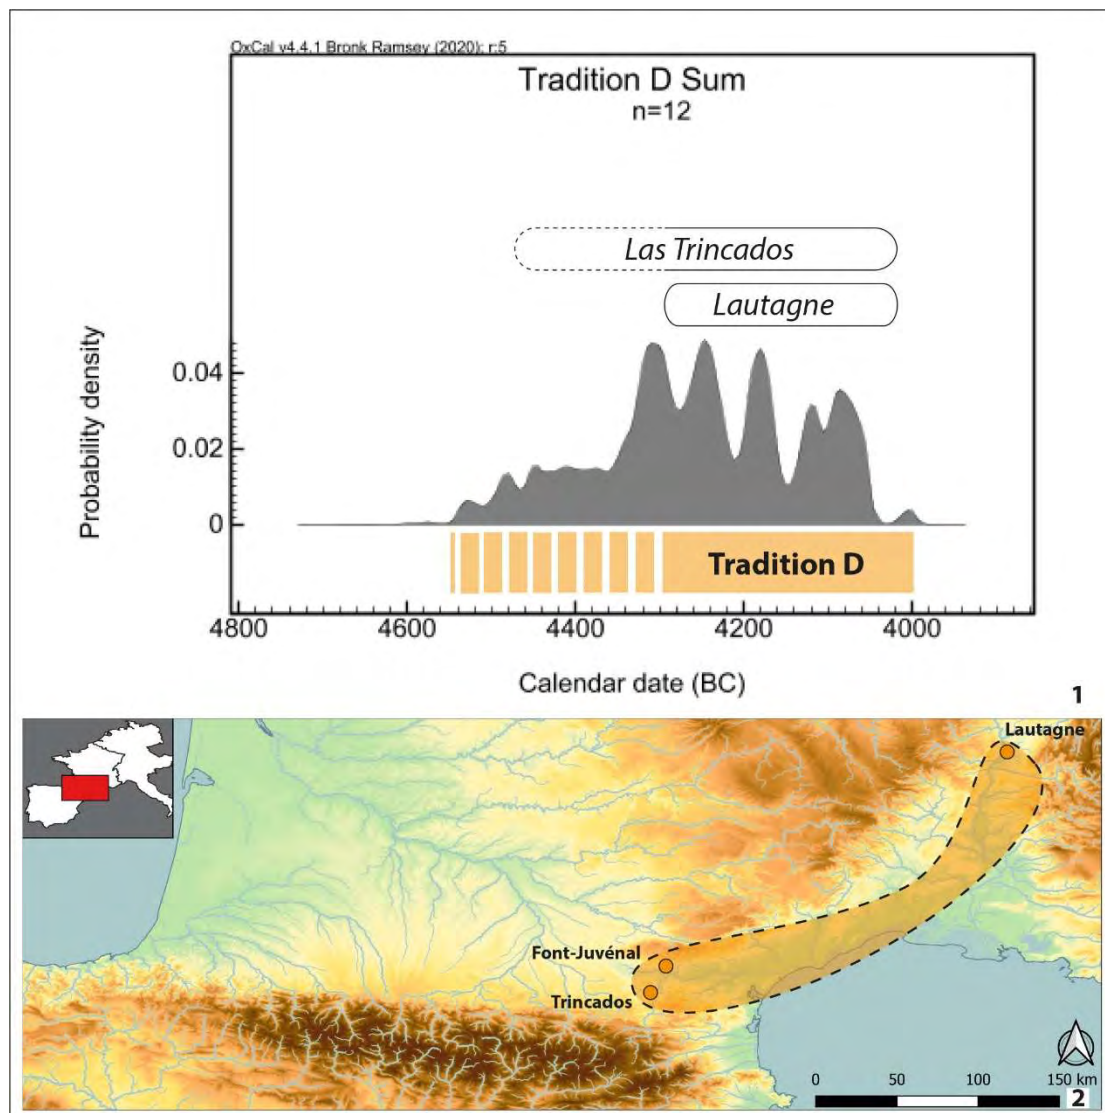 OxCal v4.4.1 Bronk Ramsey (2020); r:5
Tradition D Sum
n=12
Las Trincados
Lautagne
Probability density
0.04
0.02
0
Tradition D
4800
4600
4400
4200
4000
Calendar date (BC)
1
Lautagne
Font-Juvénal
Trincados
0
50
100
150 km
2